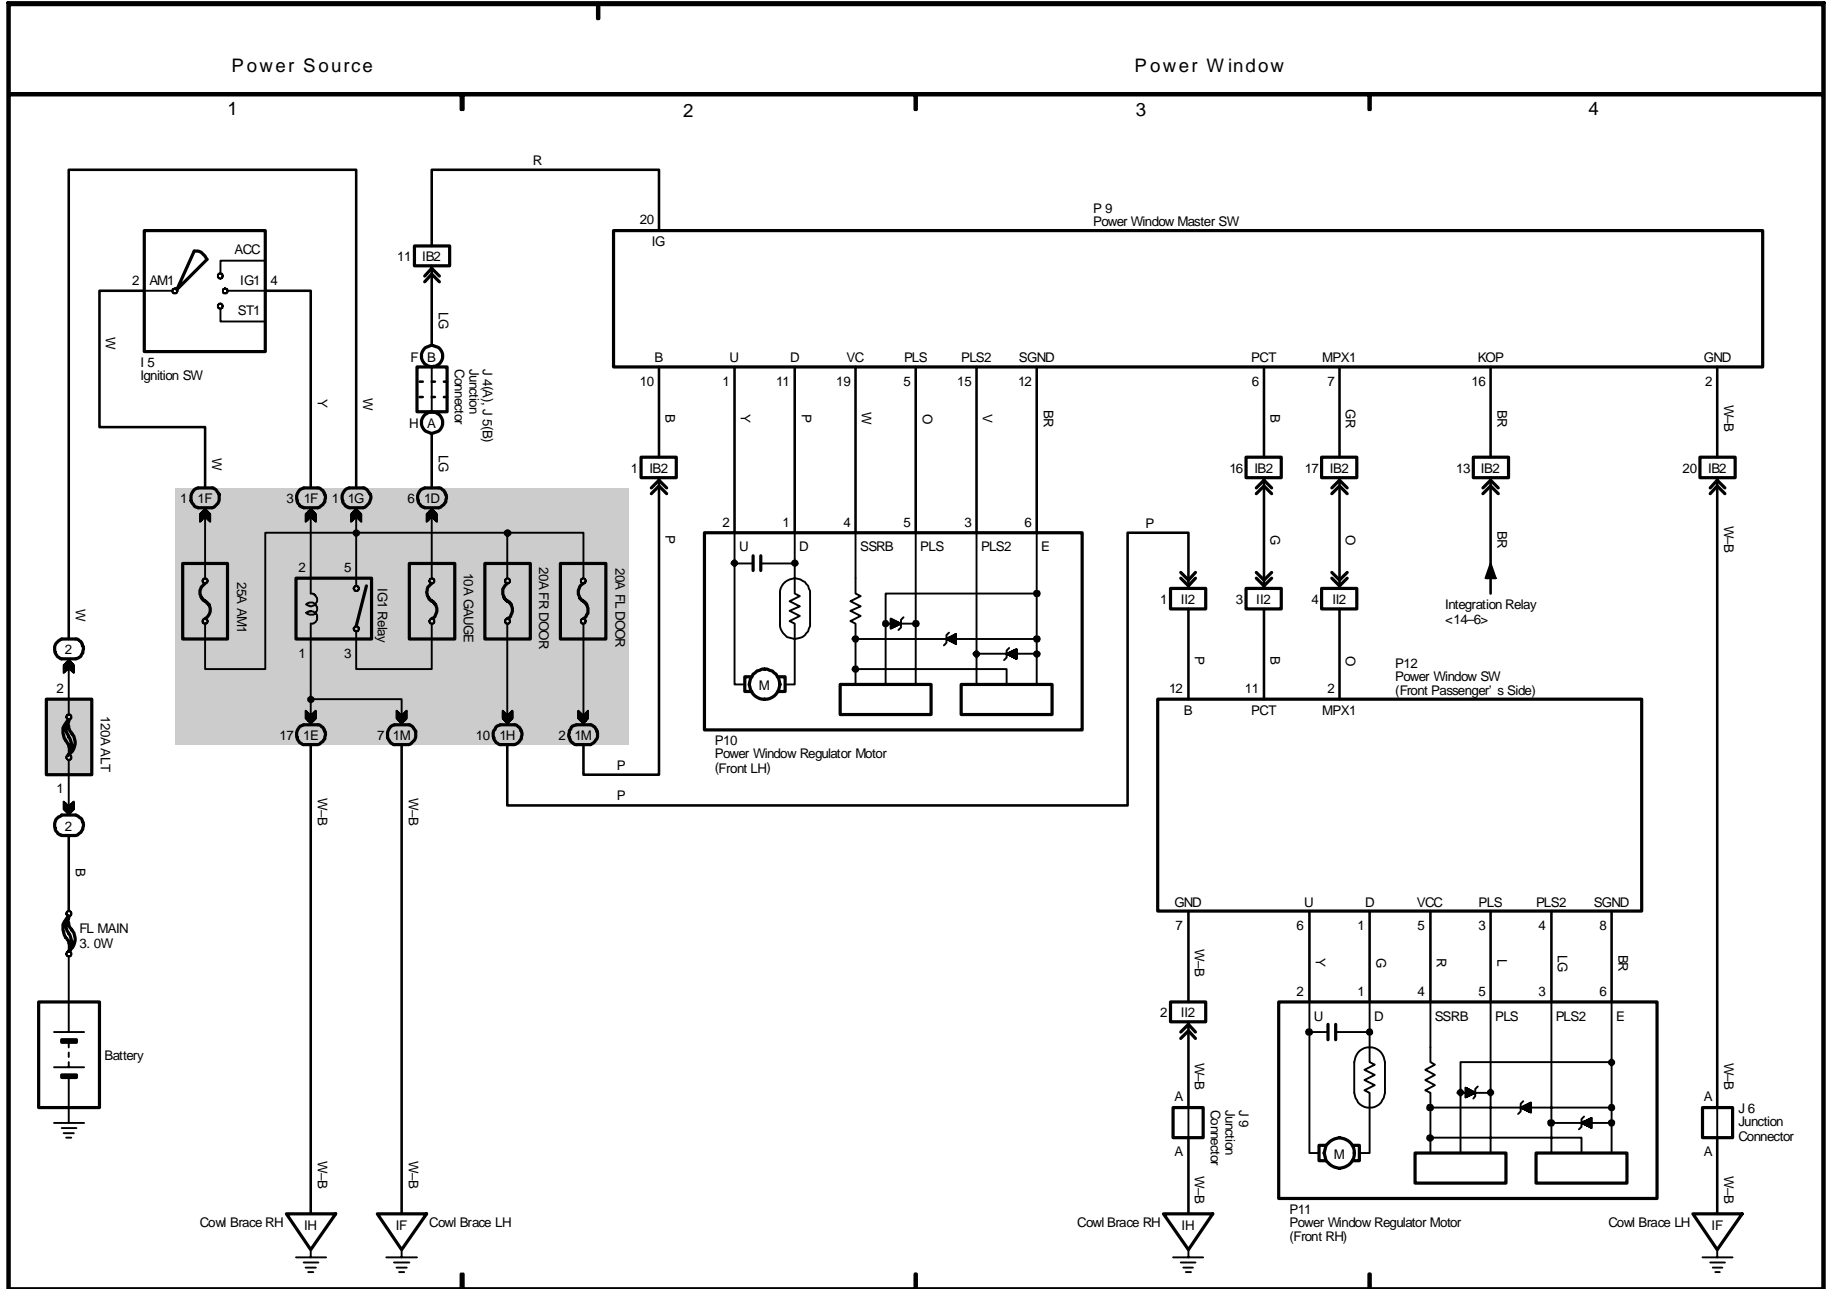 Power Source
Power Window
1
2
3
4
R
20
IG
P 9
Power Window Master SW
ACC
2
AM1
IG1
4
ST1
I 5
Ignition SW
11
IB2
LG
F
B
J 4(A), J 5(B)
Junction
Connector
H
A
LG
W
Y
W
W
B
U
D
VC
PLS
PLS2
SGND
PCT
MPX1
KOP
GND
10
1
11
19
5
15
12
6
7
16
2
B
Y
P
W
O
V
BR
B
GR
BR
W–B
1
IB2
16
IB2
17
IB2
13
IB2
20
IB2
1
1F
3
1F
1
1G
6
1D
P
G
O
BR
W–B
2
1
4
5
3
6
U
D
SSRB
PLS
PLS2
E
P
25A AM1
2
5
1
3
IG1 Relay
10A GAUGE
20A FR DOOR
20A FL DOOR
1
II2
3
II2
4
II2
Integration Relay
<14–6>
W
2
2
120A ALT
1
2
M
P
B
O
P12
Power Window SW
(Front Passenger' s Side)
12
11
2
B
PCT
MPX1
17
1E
7
1M
10
1H
2
1M
P10
Power Window Regulator Motor
(Front LH)
P
P
W–B
W–B
B
FL MAIN
3. 0W
Battery
GND
U
D
VCC
PLS
PLS2
SGND
7
6
1
5
3
4
8
W–B
Y
G
R
L
LG
BR
2
II2
2
1
4
5
3
6
U
D
SSRB
PLS
PLS2
E
W–B
A
J 9
Junction
Connector
A
W–B
M
W–B
A
J 6
Junction
Connector
A
W–B
P11
Power Window Regulator Motor
(Front RH)
W–B
W–B
Cowl Brace RH
IH
IF
Cowl Brace LH
Cowl Brace RH
IH
Cowl Brace LH
IF